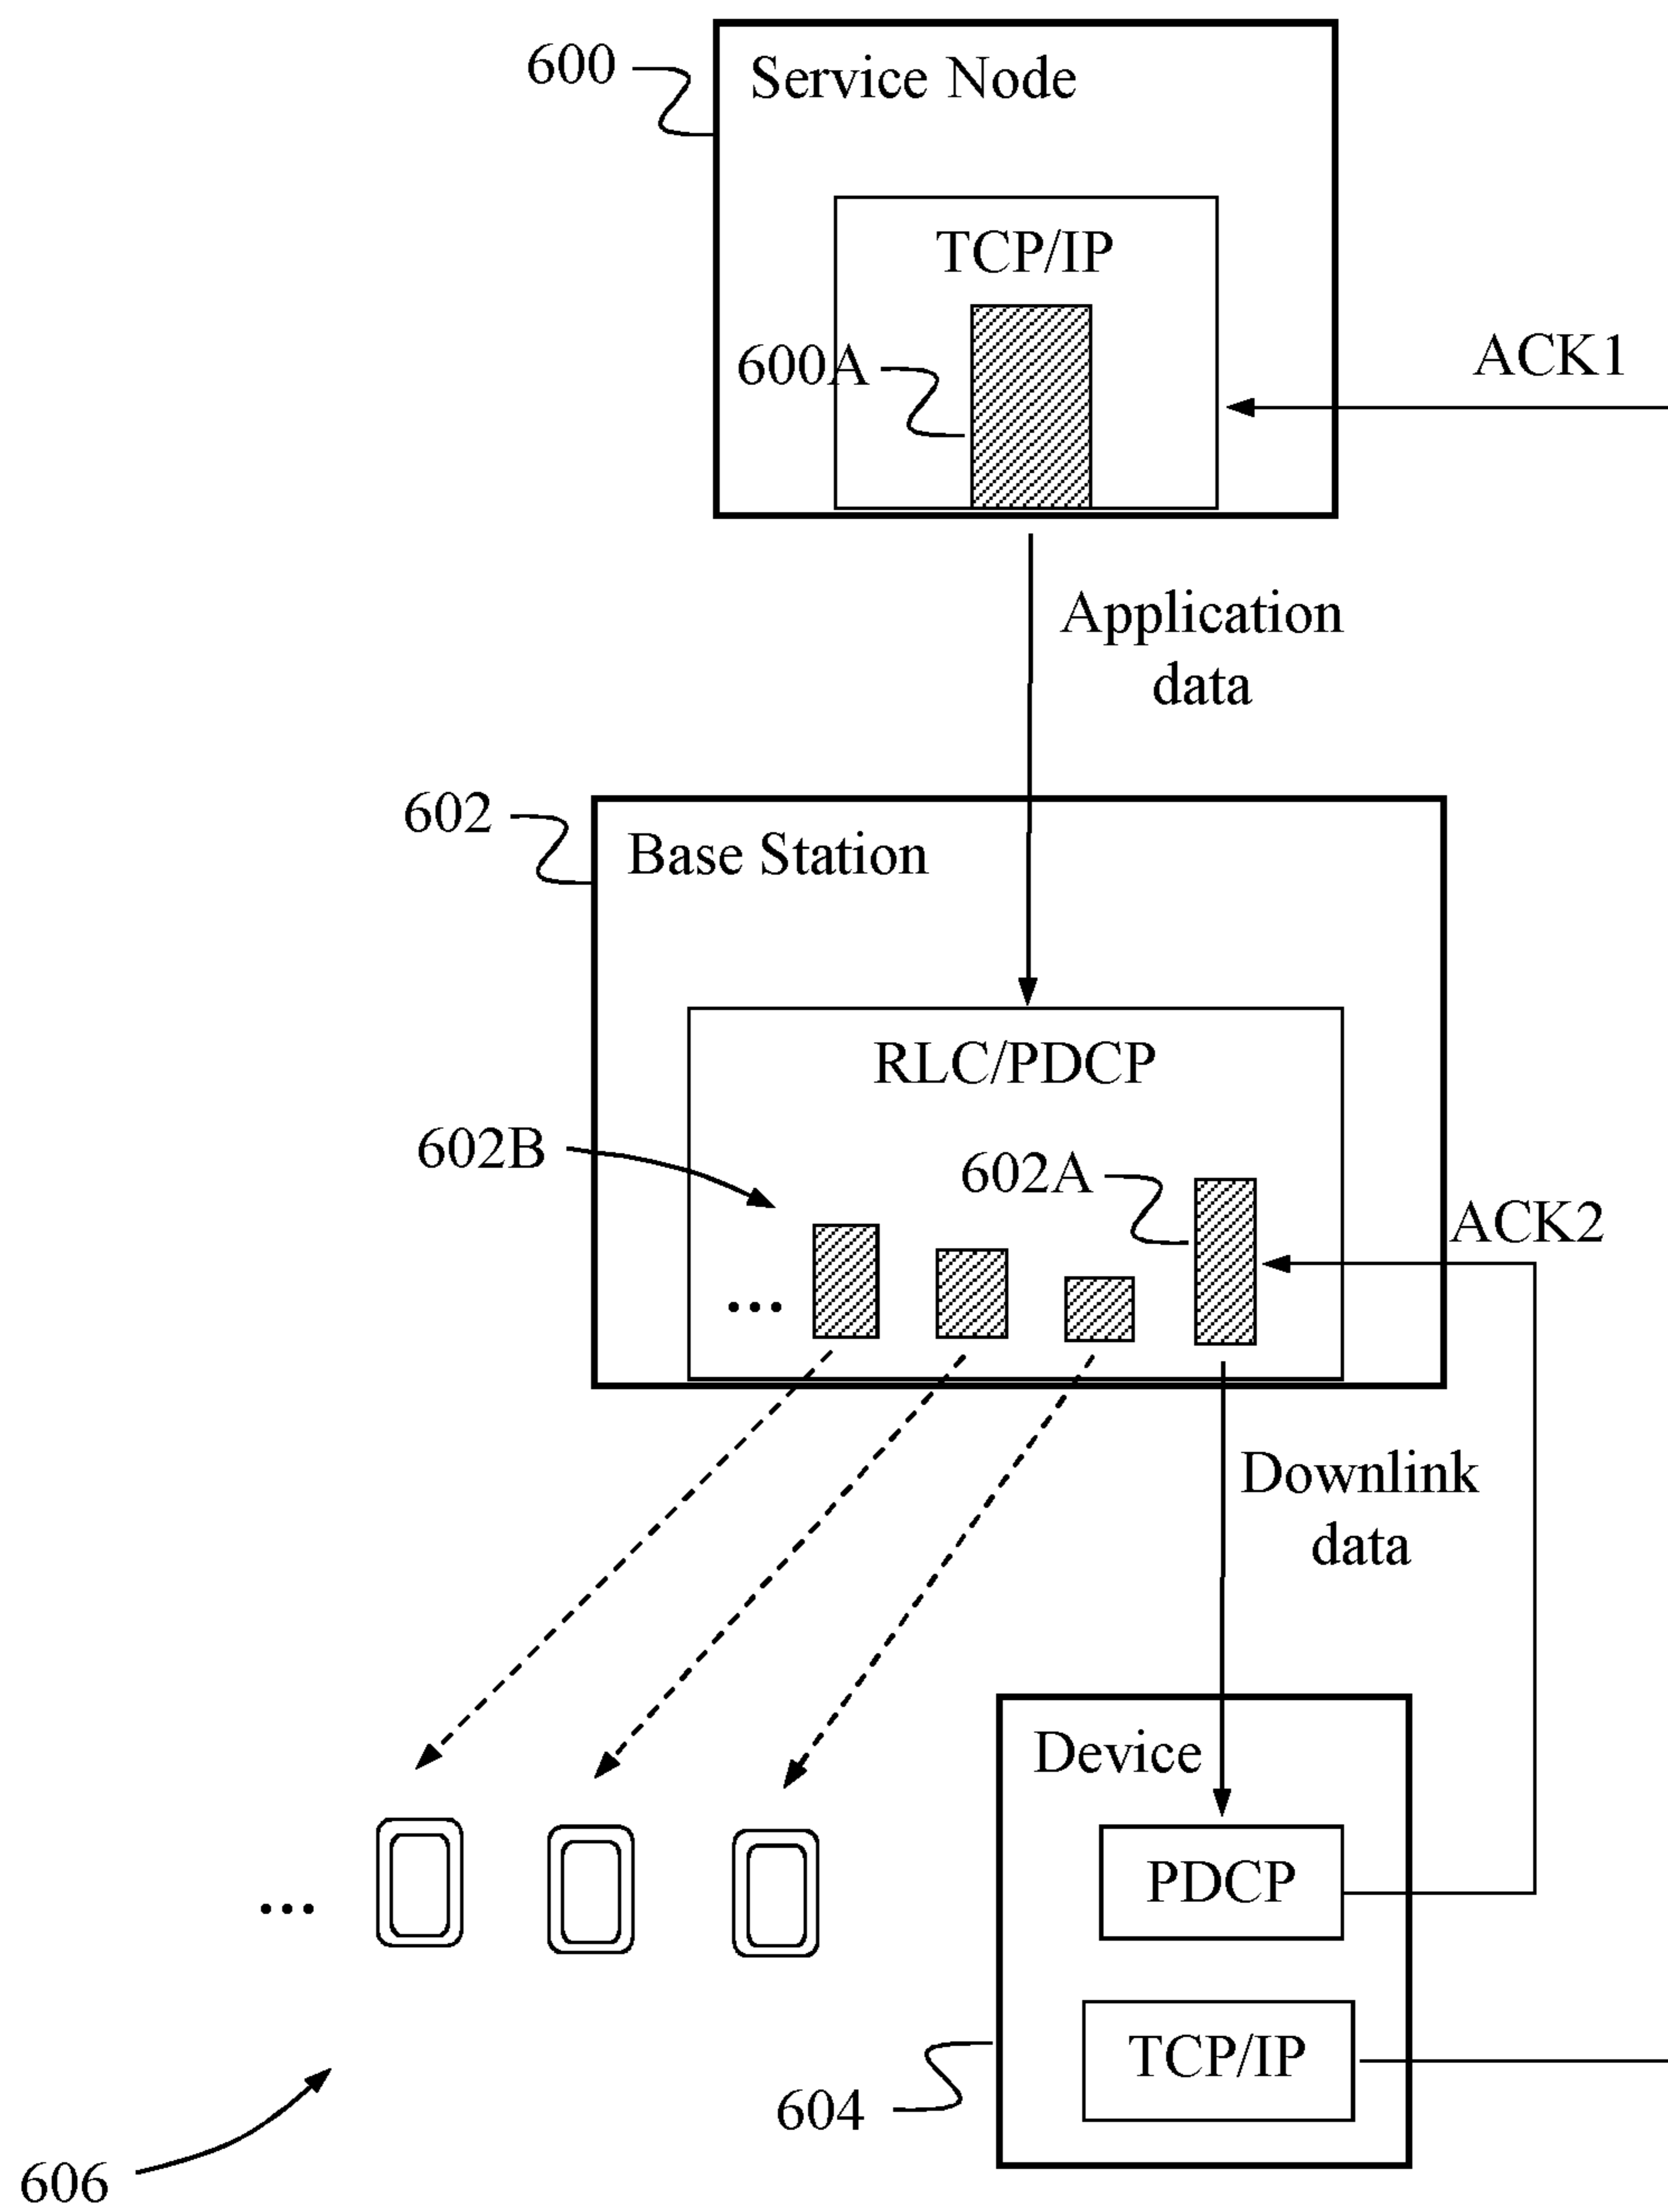 600
Service Node
TCP/IP
600A
ACK1
Application
data
602
Base Station
RLC/PDCP
602B
602A
ACK2
...
Downlink
data
Device
PDCP
...
TCP/IP
604
606